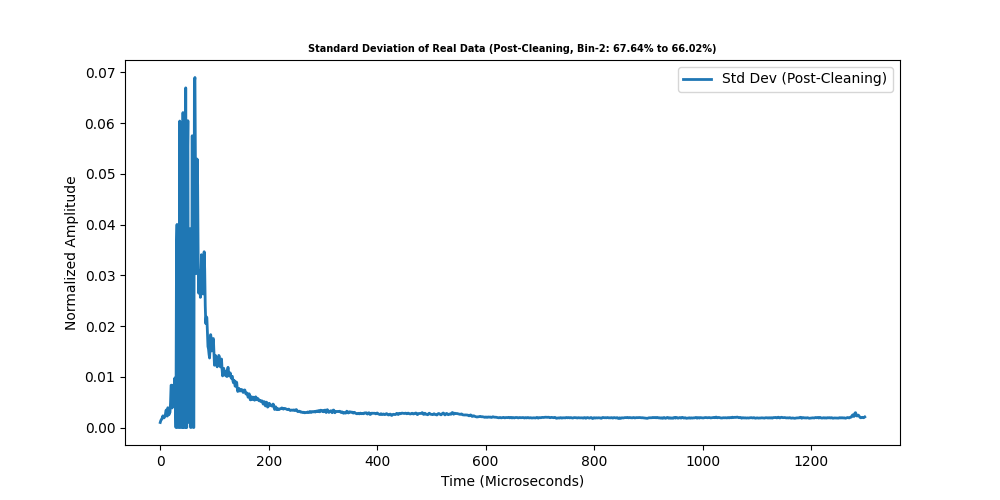 Standard Deviation of Real Data (Post-Cleaning, Bin-2: 67.64% to 66.02%)
Std Dev (Post-Cleaning)
Normalized Amplitude
0.07
0.06
0.05
0.04
0.03
0.02
0.01
0.00
0 200 400 600 800 1000 1200
Time (Microseconds)